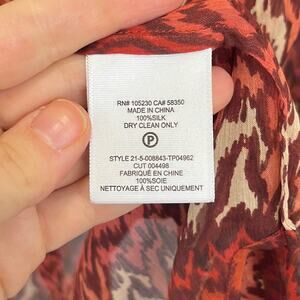 RN# 105230 CA# 58350
MADE IN CHINA
100%SILK
DRY CLEAN ONLY
P
STYLE 21-5-008843-TP04962
CUT 004498
FABRIQUÉ EN CHINE
100%SOIE
NETTOYAGE À SEC UNIQUEMENT